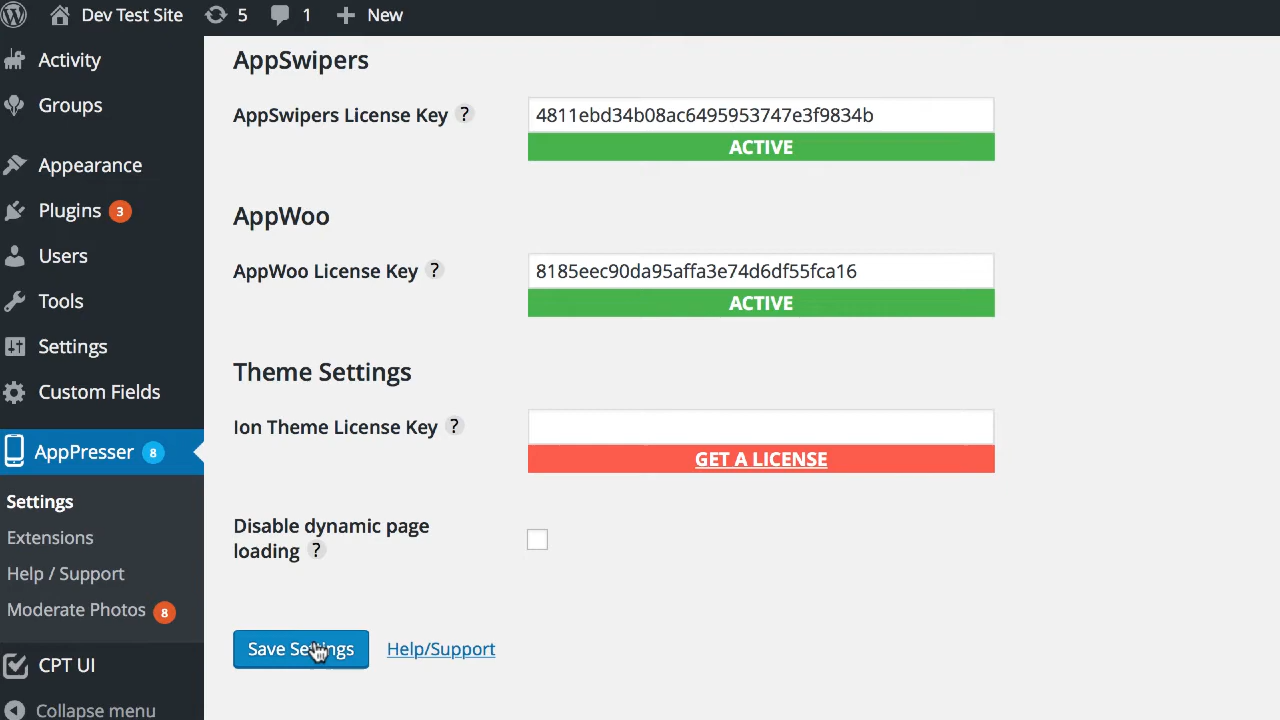 Dev Test Site 5 1 New
Activity
Groups
Appearance
Plugins 3
Users
Tools
Settings
Custom Fields
AppPresser 8
Settings
Extensions
Help / Support
Moderate Photos 8
CPT UI
Collapse menu
AppSwipers
AppSwipers License Key ? 4811ebd34b08ac6495953747e3f9834b
ACTIVE
AppWoo
AppWoo License Key ? 8185eec90da95affa3e74d6df55fca16
ACTIVE
Theme Settings
Ion Theme License Key ?
GET A LICENSE
Disable dynamic page
loading ?
Save Settings Help/Support